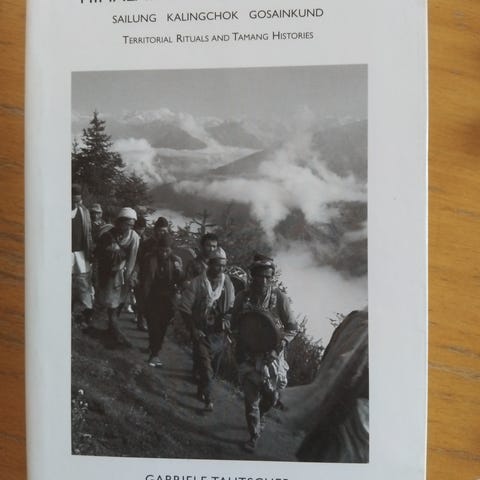 SAILUNG KALINGCHOK GOSAINKUND
TERRITORIAL RITUALS AND TAMANG HISTORIES
GABRIELE TAUTSCHER